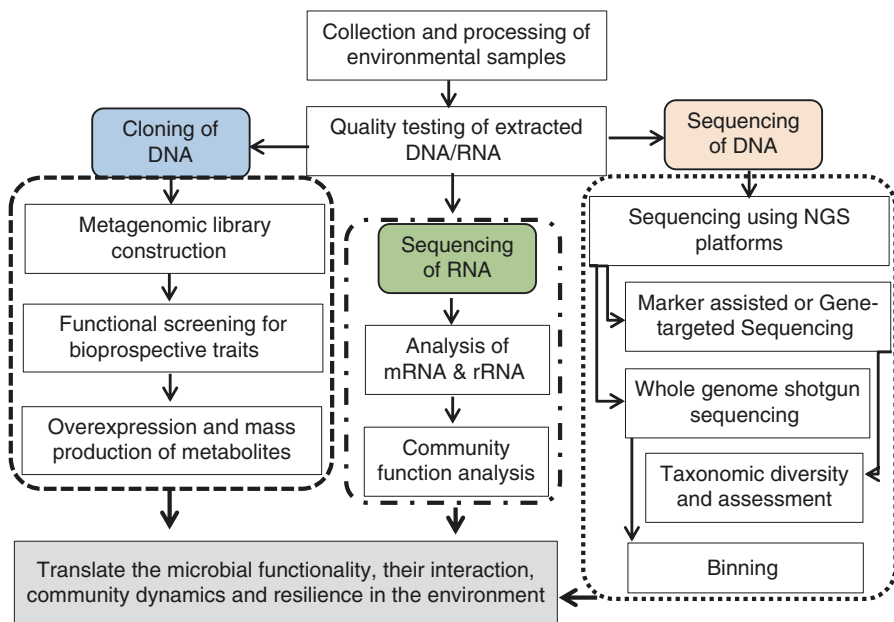 Collection and processing of
environmental samples
Cloning of
DNA
Quality testing of extracted
DNA/RNA
Sequencing
of DNA
Metagenomic library
construction
Functional screening for
bioprospective traits
Overexpression and mass
production of metabolites
Sequencing
of RNA
Analysis of
mRNA & rRNA
Community
function analysis
Sequencing using NGS
platforms
Marker assisted or Gene-
targeted Sequencing
Whole genome shotgun
sequencing
Taxonomic diversity
and assessment
Binning
Translate the microbial functionality, their interaction,
community dynamics and resilience in the environment